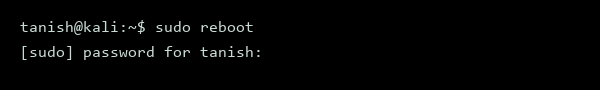 tanish@kali:~$ sudo reboot
[sudo] password for tanish: